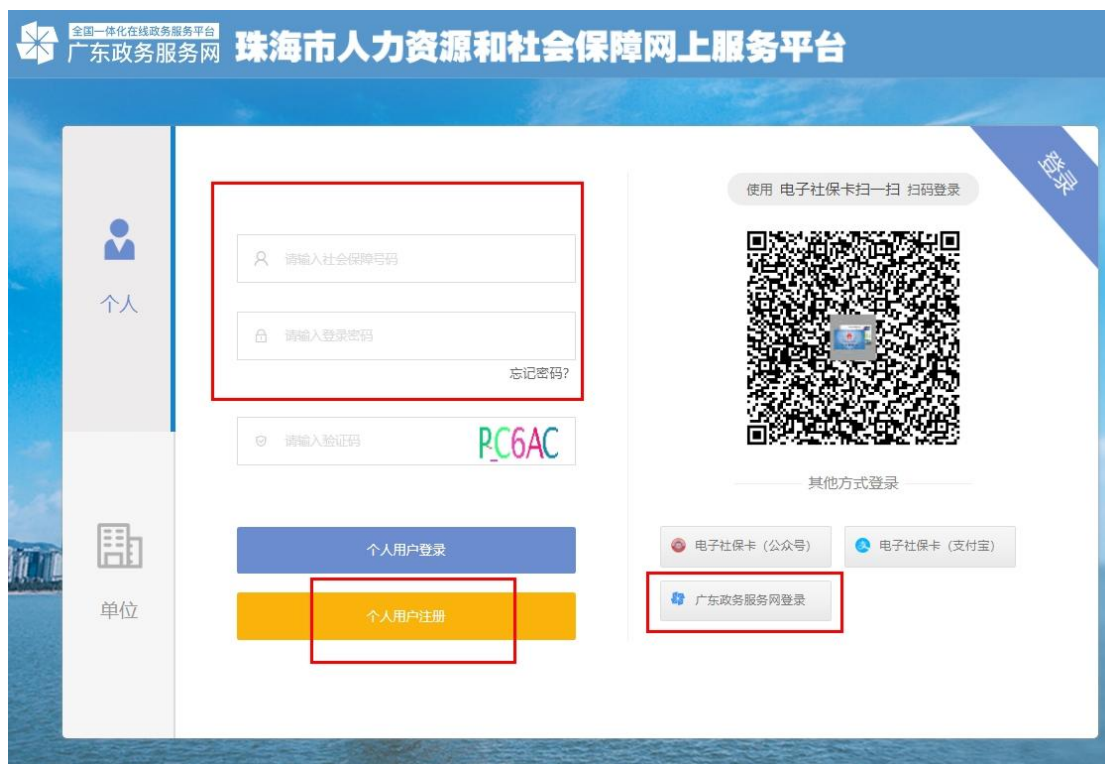 全国一体化在线政务服务平台
广东政务服务网
珠海市人力资源和社会保障网上服务平台
登录
个人
单位
请输入社会保障号码
请输入登录密码
忘记密码?
请输入验证码
PC6AC
个人用户登录
个人用户注册
使用 电子社保卡扫一扫 扫码登录
其他方式登录
电子社保卡（公众号）
电子社保卡（支付宝）
广东政务服务网登录